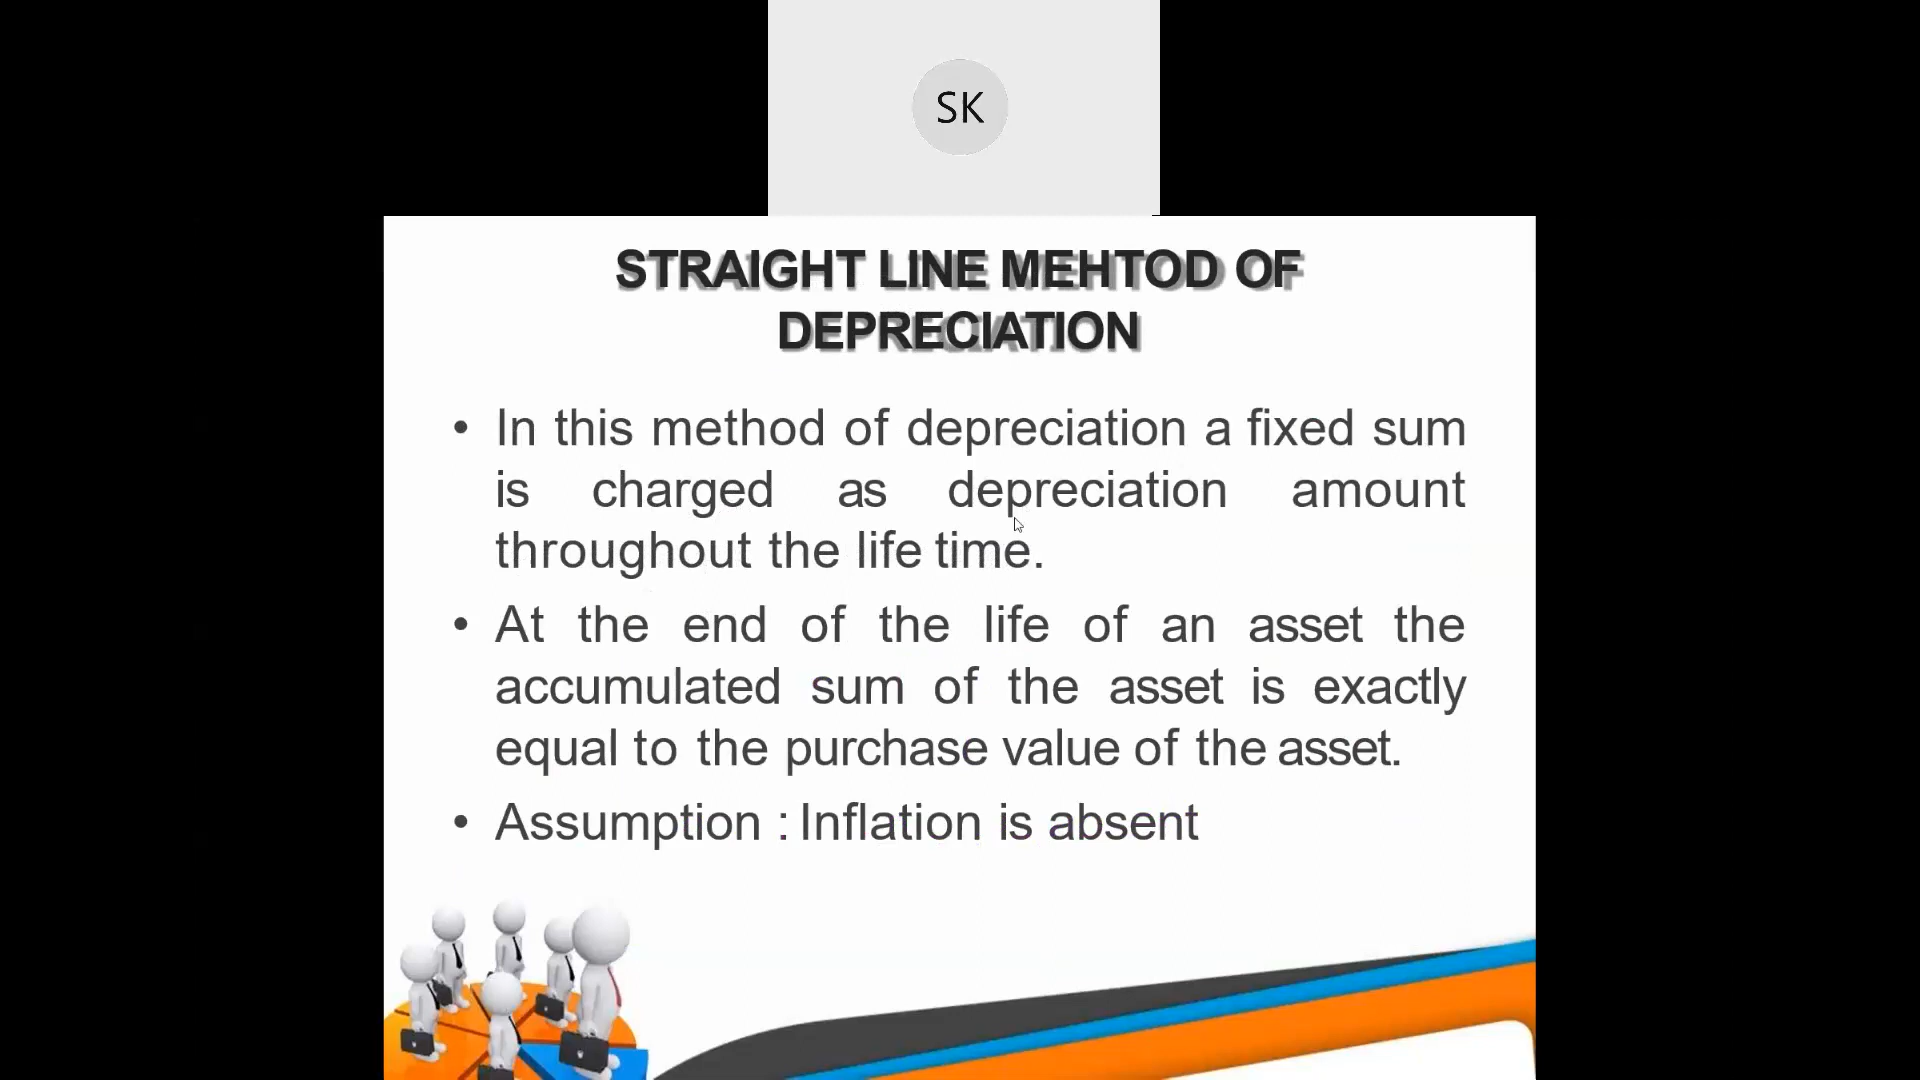 SK
STRAIGHT LINE MEHTOD OF
DEPRECIATION
• In this method of depreciation a fixed sum
is charged as depreciation amount
throughout the life time.
• At the end of the life of an asset the
accumulated sum of the asset is exactly
equal to the purchase value of the asset.
• Assumption : Inflation is absent